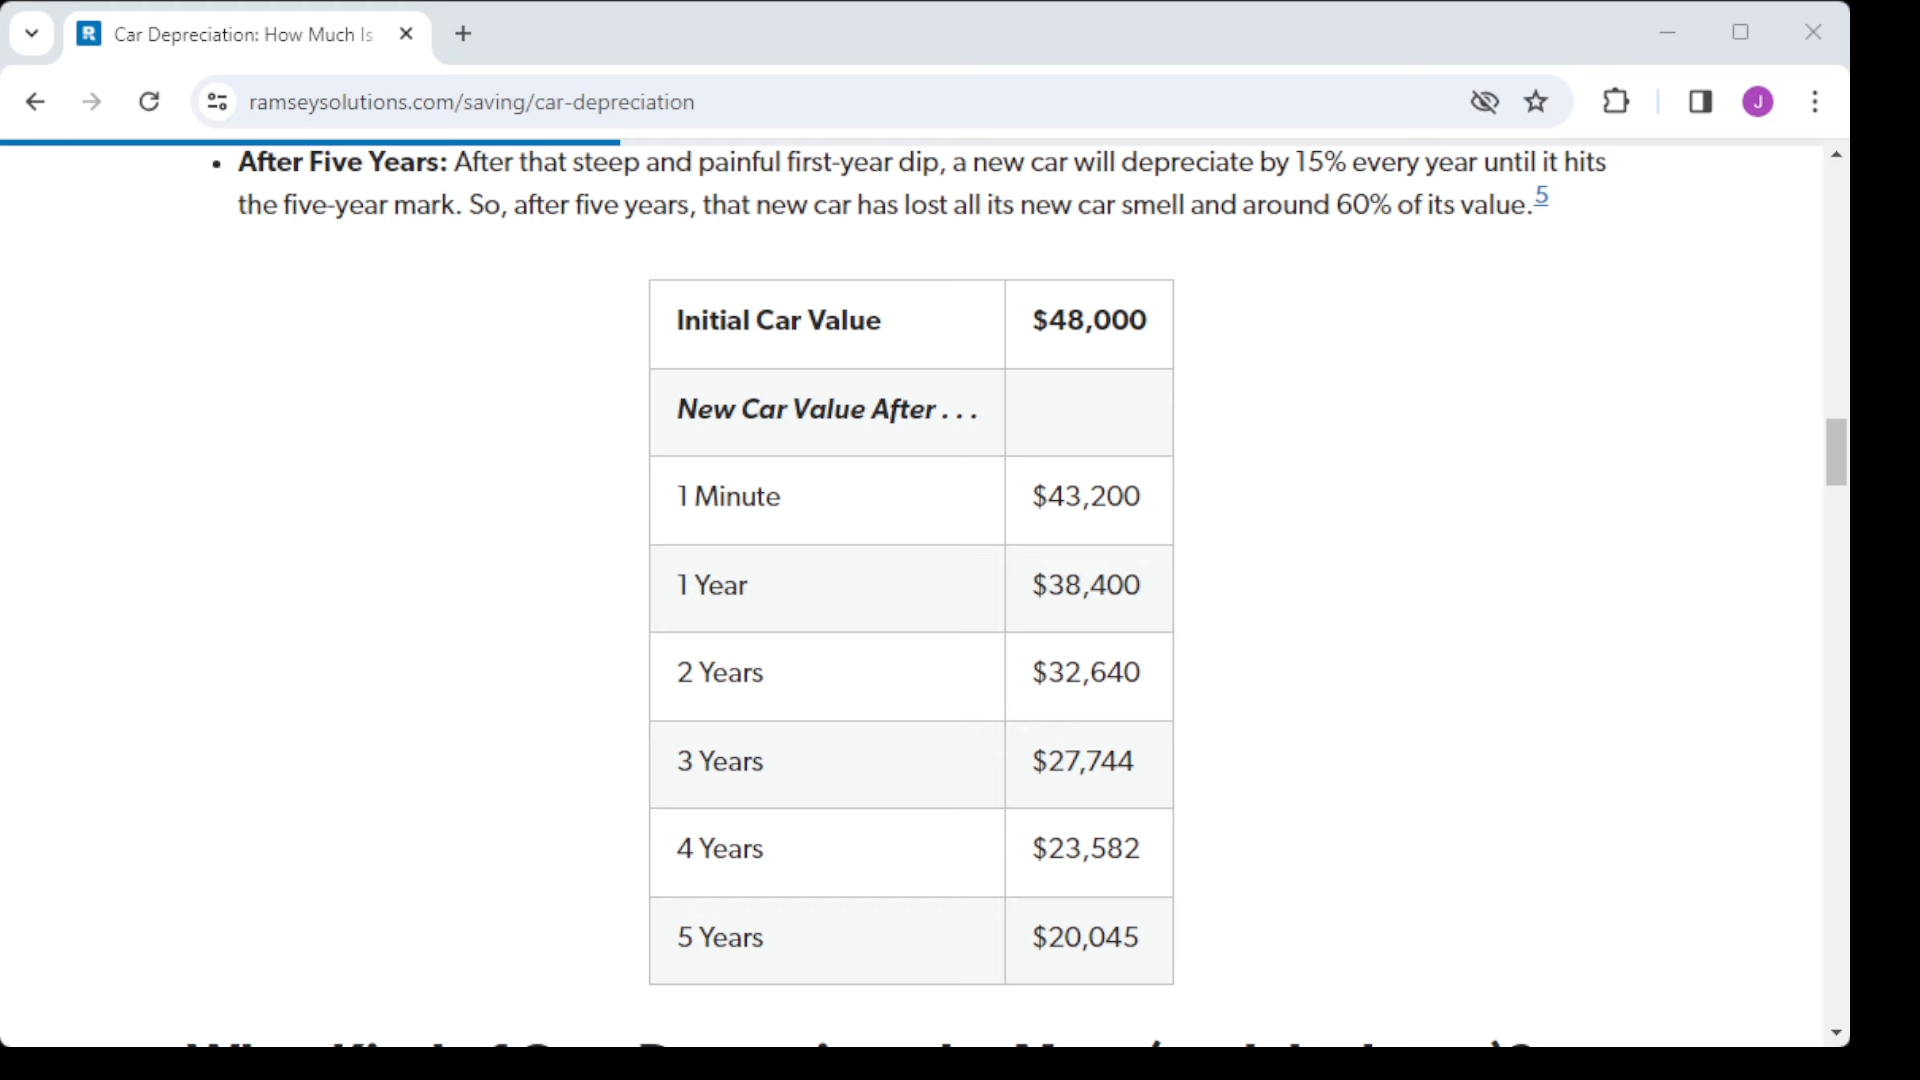 Car Depreciation: How Much Is
ramseysolutions.com/saving/car-depreciation
J
• After Five Years: After that steep and painful first-year dip, a new car will depreciate by 15% every year until it hits
the five-year mark. So, after five years, that new car has lost all its new car smell and around 60% of its value.5
Initial Car Value $48,000
New Car Value After . . .
1 Minute $43,200
1 Year $38,400
2 Years $32,640
3 Years $27,744
4 Years $23,582
5 Years $20,045